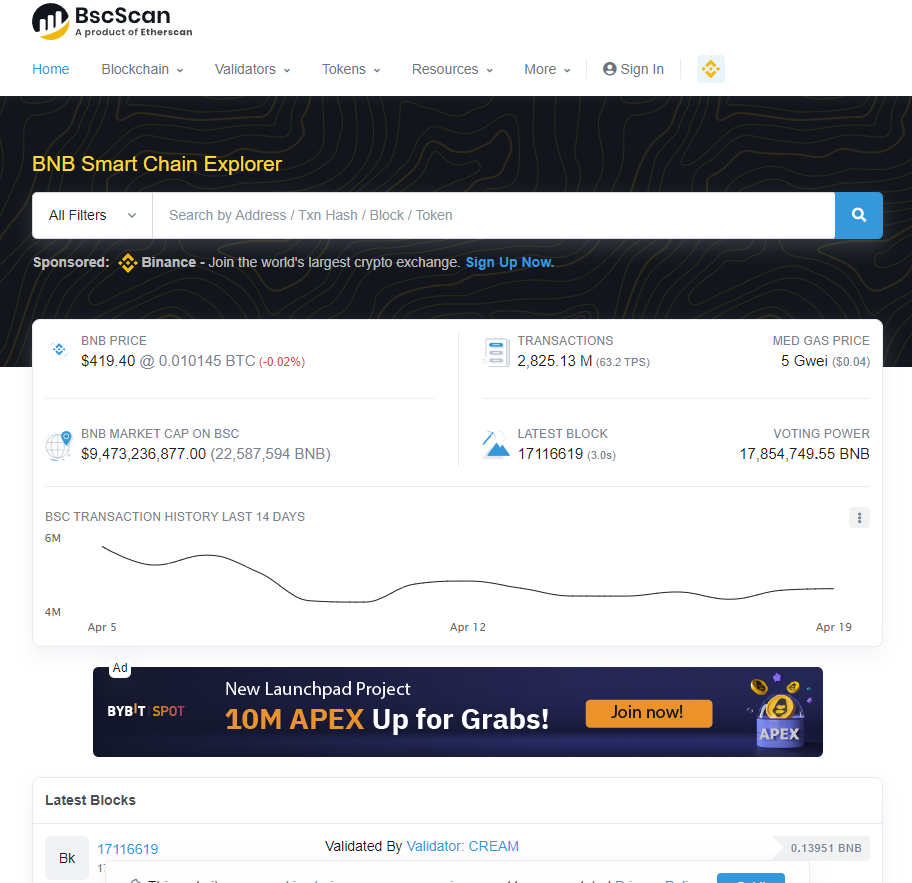 BscScan
A product of Etherscan
Home Blockchain Validators Tokens Resources More Sign In
BNB Smart Chain Explorer
All Filters Search by Address / Txn Hash / Block / Token
Sponsored: Binance - Join the world's largest crypto exchange. Sign Up Now.
BNB PRICE
$419.40 @ 0.010145 BTC (-0.02%)
TRANSACTIONS MED GAS PRICE
2,825.13 M (63.2 TPS) 5 Gwei ($0.04)
BNB MARKET CAP ON BSC
$9,473,236,877.00 (22,587,594 BNB)
LATEST BLOCK VOTING POWER
17116619 (3.0s) 17,854,749.55 BNB
BSC TRANSACTION HISTORY LAST 14 DAYS
6M
4M
Apr 5 Apr 12 Apr 19
Ad
BYBIT | SPOT
New Launchpad Project
10M APEX Up for Grabs!
Join now!
APEX
Latest Blocks
Bk 17116619 Validated By Validator: CREAM 0.13951 BNB